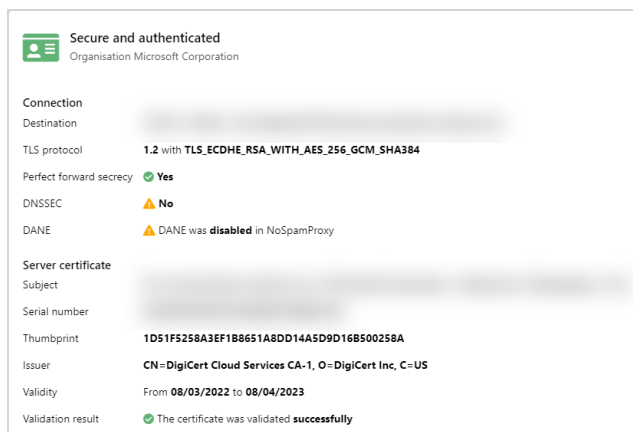 Secure and authenticated
Organisation Microsoft Corporation
Connection
Destination
TLS protocol 1.2 with TLS_ECDHE_RSA_WITH_AES_256_GCM_SHA384
Perfect forward secrecy Yes
DNSSEC No
DANE DANE was disabled in NoSpamProxy
Server certificate
Subject
Serial number
Thumbprint 1D51F5258A3EF1B8651A8DD14A5D9D16B500258A
Issuer CN=DigiCert Cloud Services CA-1, O=DigiCert Inc, C=US
Validity From 08/03/2022 to 08/04/2023
Validation result The certificate was validated successfully